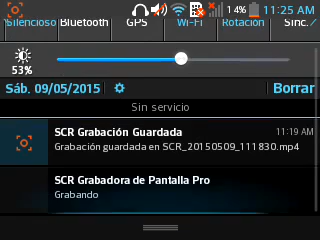 14% 11:25 AM
Silencioso Bluetooth GPS Wi-Fi Rotación Sinc.
53%
Sáb. 09/05/2015 Borrar
Sin servicio
SCR Grabación Guardada 11:19 AM
Grabación guardada en SCR_20150509_111830.mp4
SCR Grabadora de Pantalla Pro
Grabando